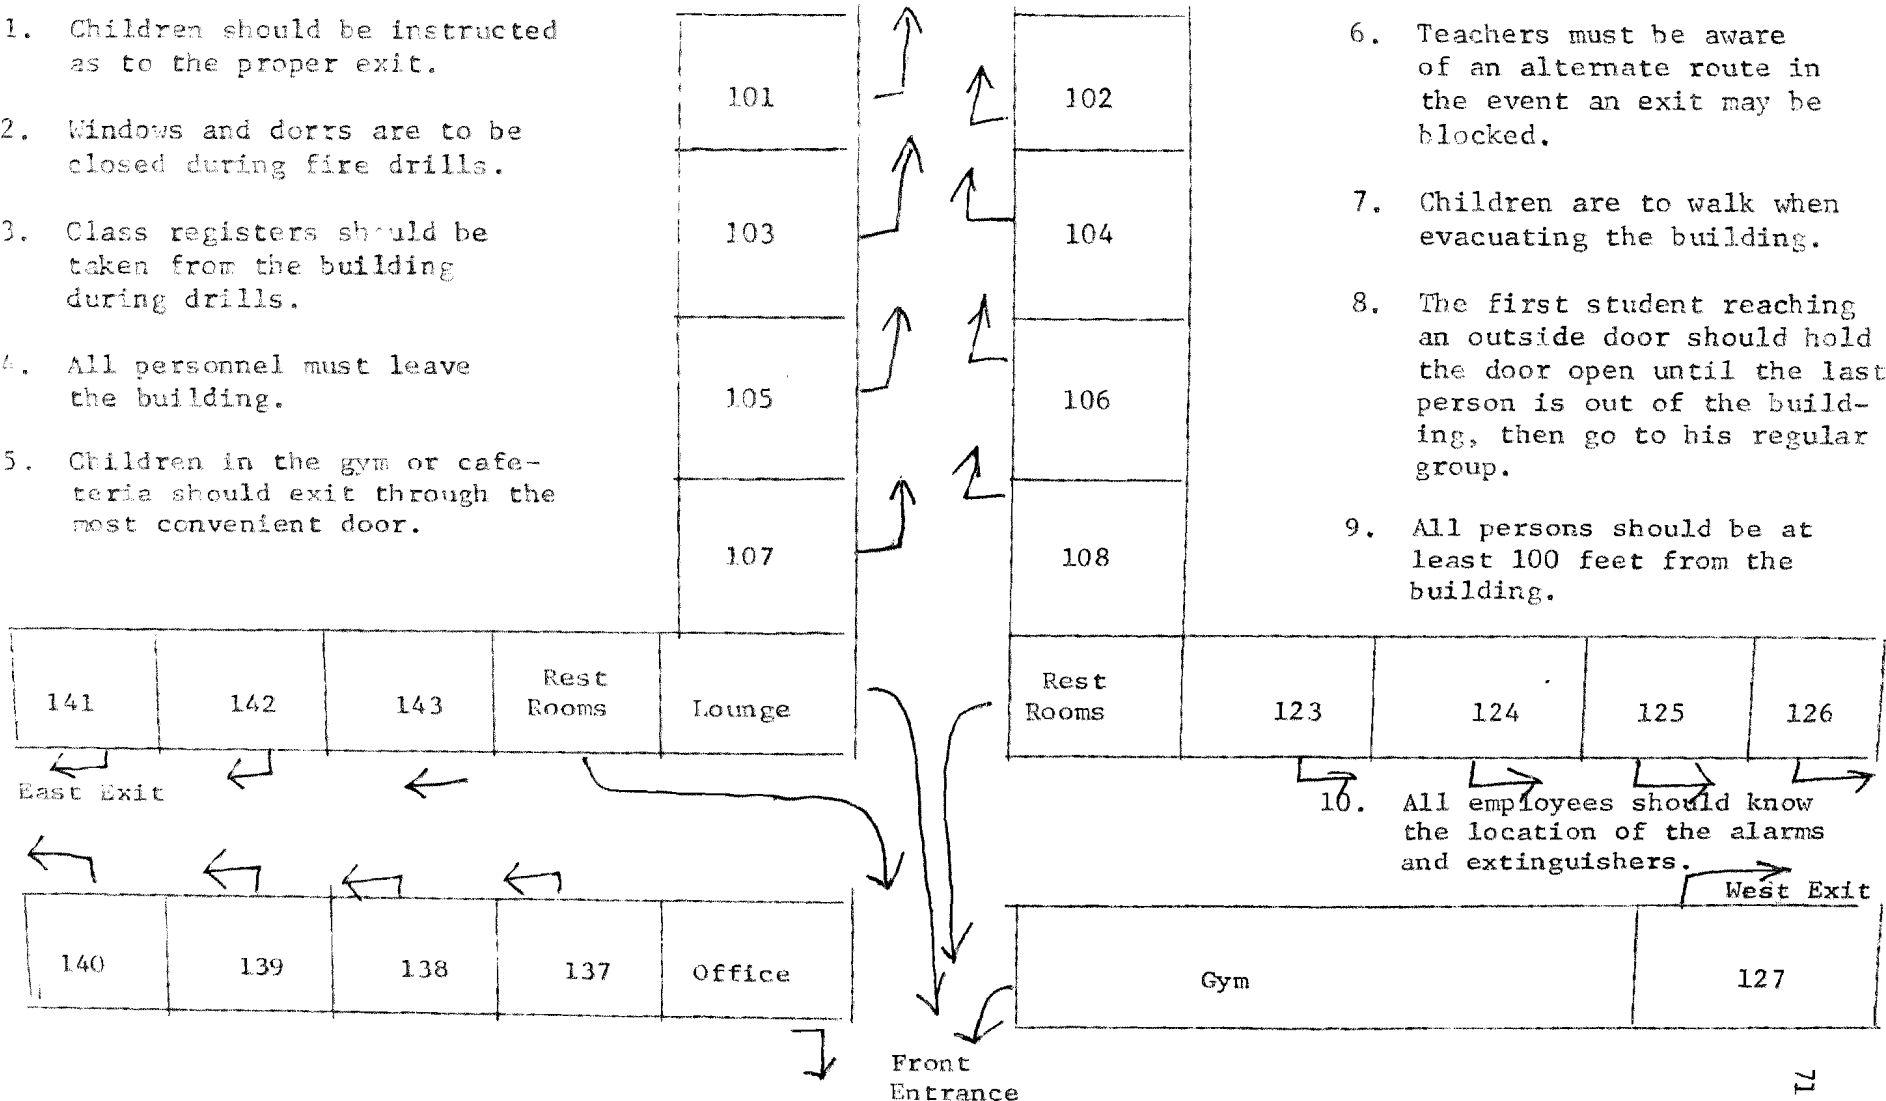 1. Children should be instructed
as to the proper exit.
2. Windows and dorrs are to be
closed during fire drills.
3. Class registers should be
taken from the building
during drills.
4. All personnel must leave
the building.
5. Children in the gym or cafe-
teria should exit through the
most convenient door.
101
103
105
107
102
104
106
108
6. Teachers must be aware
of an alternate route in
the event an exit may be
blocked.
7. Children are to walk when
evacuating the building.
8. The first student reaching
an outside door should hold
the door open until the last
person is out of the build-
ing, then go to his regular
group.
9. All persons should be at
least 100 feet from the
building.
141
142
143
Rest
Rooms
Lounge
Rest
Rooms
123
124
125
126
East Exit
10. All employees should know
the location of the alarms
and extinguishers.
West Exit
140
139
138
137
Office
Gym
127
Front
Entrance
71